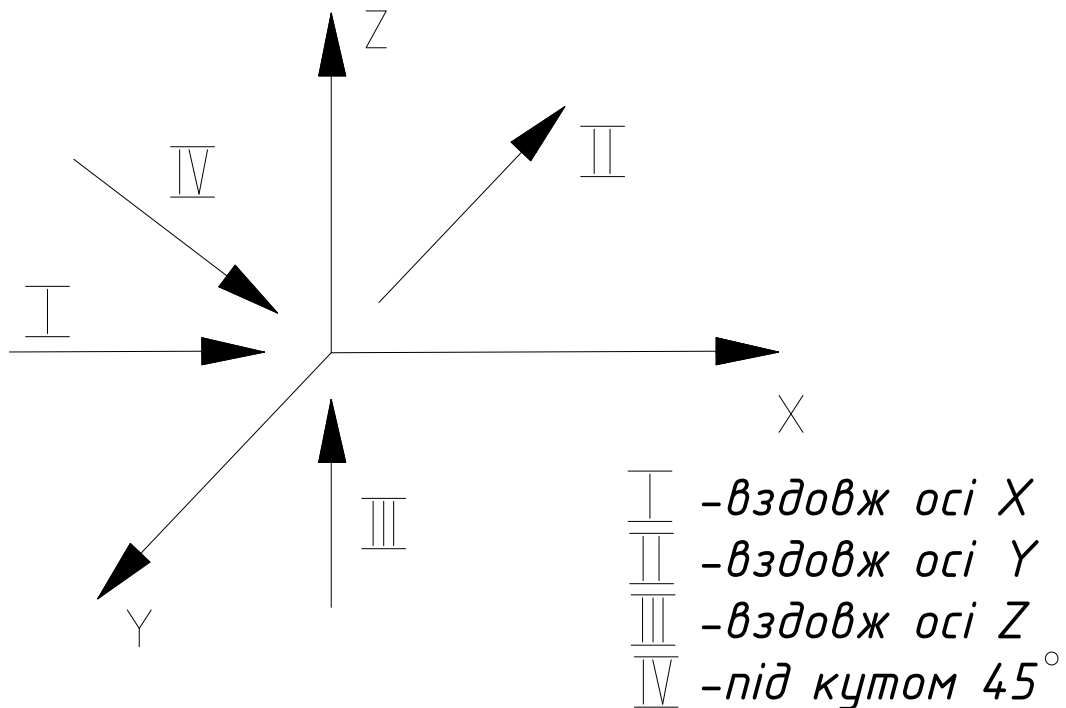 Z
IV
II
I
X
III
Y
I -вздовж осі X
II -вздовж осі Y
III -вздовж осі Z
IV -під кутом 45°